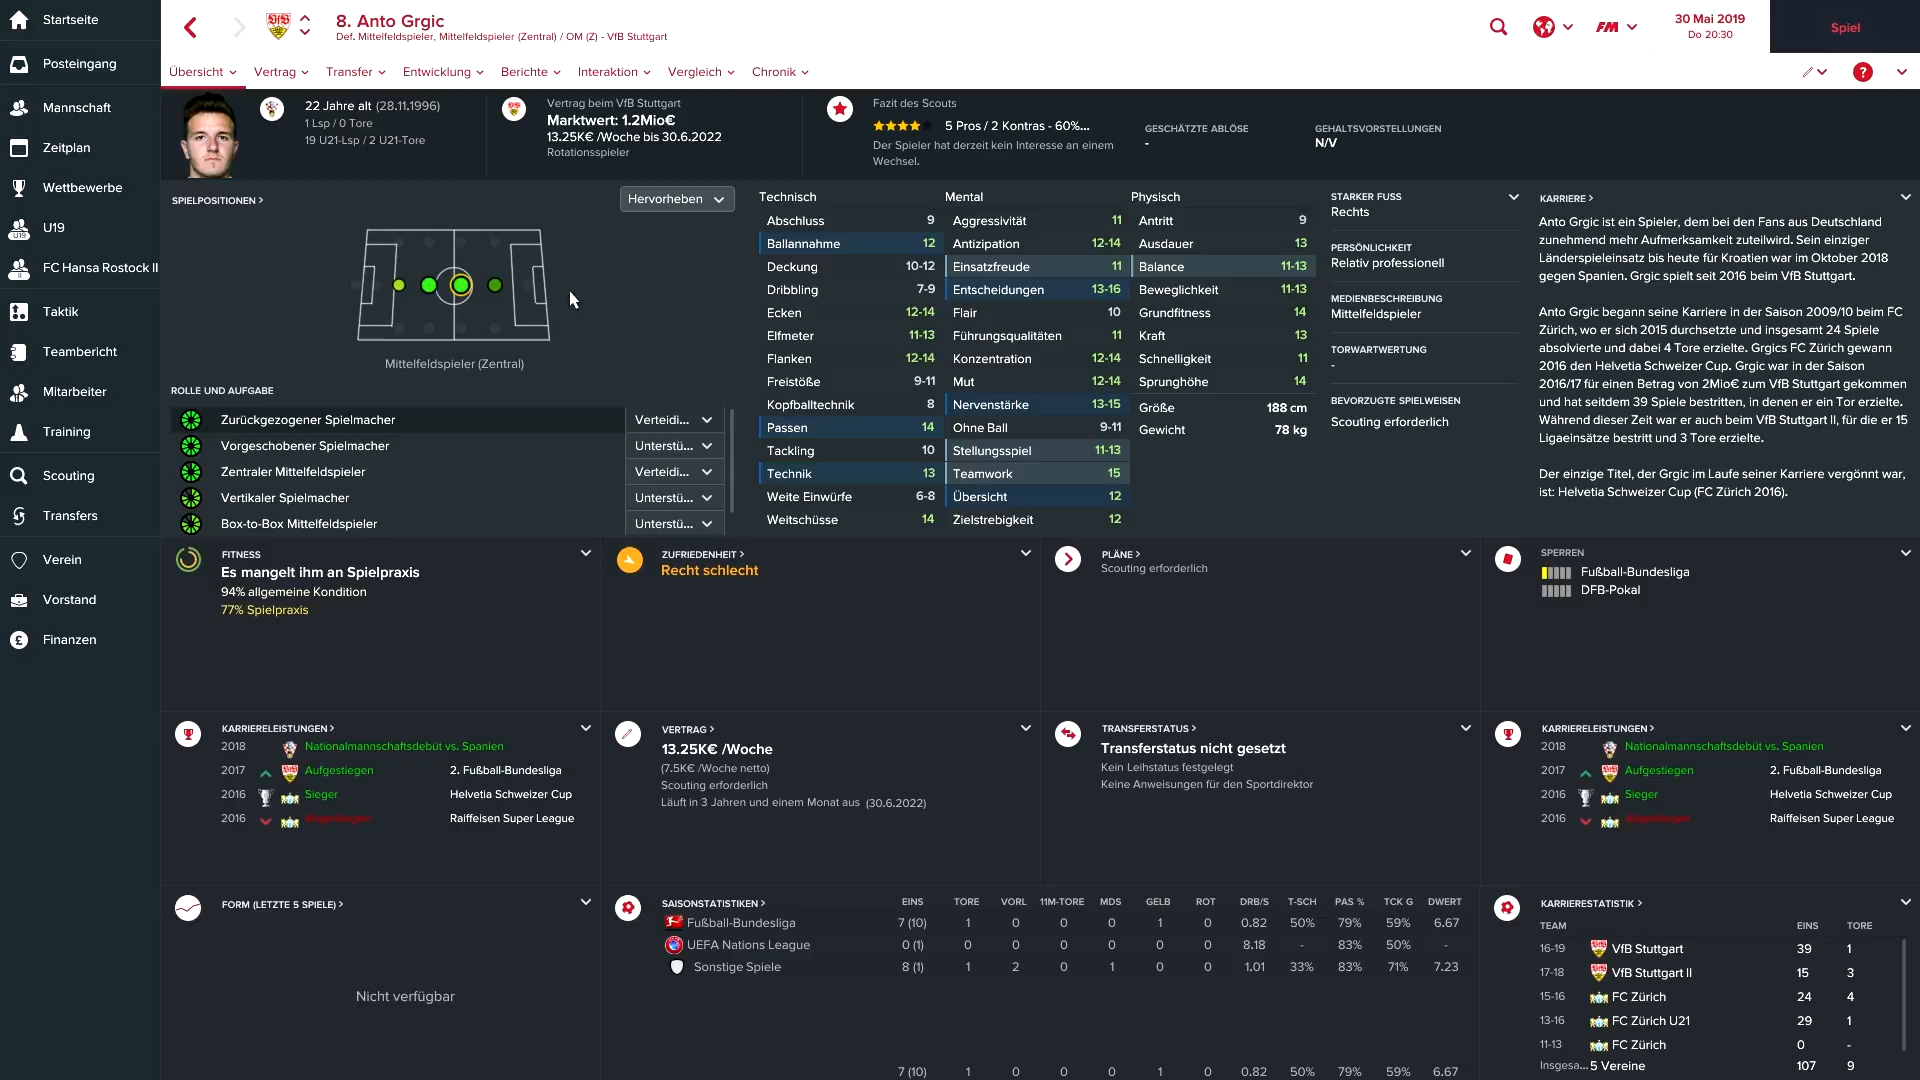 Startseite
Posteingang
Mannschaft
Zeitplan
Wettbewerbe
U19
FC Hansa Rostock II
Taktik
Teambericht
Mitarbeiter
Training
Scouting
Transfers
Verein
Vorstand
Finanzen
8. Anto Grgic
Def. Mittelfeldspieler, Mittelfeldspieler (Zentral) / OM (Z) - VfB Stuttgart
FM
30 Mai 2019
Do 20:30
Spiel
Übersicht Vertrag Transfer Entwicklung Berichte Interaktion Vergleich Chronik
22 Jahre alt (28.11.1996)
1 Lsp / 0 Tore
19 U21-Lsp / 2 U21-Tore
Vertrag beim VfB Stuttgart
Marktwert: 1.2Mio€
13.25K€ /Woche bis 30.6.2022
Rotationsspieler
Fazit des Scouts
5 Pros / 2 Kontras - 60%...
Der Spieler hat derzeit kein Interesse an einem
Wechsel.
GESCHÄTZTE ABLÖSE
-
GEHALTSVORSTELLUNGEN
N/V
SPIELPOSITIONEN >
Hervorheben
Mittelfeldspieler (Zentral)
ROLLE UND AUFGABE
Zurückgezogener Spielmacher Verteidi...
Vorgeschobener Spielmacher Unterstü...
Zentraler Mittelfeldspieler Verteidi...
Vertikaler Spielmacher Unterstü...
Box-to-Box Mittelfeldspieler Unterstü...
Technisch
Abschluss 9
Ballannahme 12
Deckung 10-12
Dribbling 7-9
Ecken 12-14
Elfmeter 11-13
Flanken 12-14
Freistöße 9-11
Kopfballtechnik 8
Passen 14
Tackling 10
Technik 13
Weite Einwürfe 6-8
Weitschüsse 14
Mental
Aggressivität 11
Antizipation 12-14
Einsatzfreude 11
Entscheidungen 13-16
Flair 10
Führungsqualitäten 11
Konzentration 12-14
Mut 12-14
Nervenstärke 13-15
Ohne Ball 9-11
Stellungsspiel 11-13
Teamwork 15
Übersicht 12
Zielstrebigkeit 12
Physisch
Antritt 9
Ausdauer 13
Balance 11-13
Beweglichkeit 11-13
Grundfitness 14
Kraft 13
Schnelligkeit 11
Sprunghöhe 14
Größe 188 cm
Gewicht 78 kg
STARKER FUSS
Rechts
PERSÖNLICHKEIT
Relativ professionell
MEDIENBESCHREIBUNG
Mittelfeldspieler
TORWARTWERTUNG
-
BEVORZUGTE SPIELWEISEN
Scouting erforderlich
KARRIERE >
Anto Grgic ist ein Spieler, dem bei den Fans aus Deutschland
zunehmend mehr Aufmerksamkeit zuteilwird. Sein einziger
Länderspieleinsatz bis heute für Kroatien war im Oktober 2018
gegen Spanien. Grgic spielt seit 2016 beim VfB Stuttgart.
Anto Grgic begann seine Karriere in der Saison 2009/10 beim FC
Zürich, wo er sich 2015 durchsetzte und insgesamt 24 Spiele
absolvierte und dabei 4 Tore erzielte. Grgics FC Zürich gewann
2016 den Helvetia Schweizer Cup. Grgic war in der Saison
2016/17 für einen Betrag von 2Mio€ zum VfB Stuttgart gekommen
und hat seitdem 39 Spiele bestritten, in denen er ein Tor erzielte.
Während dieser Zeit war er auch beim VfB Stuttgart II, für die er 15
Ligaeinsätze bestritt und 3 Tore erzielte.
Der einzige Titel, der Grgic im Laufe seiner Karriere vergönnt war,
ist: Helvetia Schweizer Cup (FC Zürich 2016).
FITNESS
Es mangelt ihm an Spielpraxis
94% allgemeine Kondition
77% Spielpraxis
ZUFRIEDENHEIT >
Recht schlecht
PLÄNE >
Scouting erforderlich
SPERREN
Fußball-Bundesliga
DFB-Pokal
KARRIERELEISTUNGEN >
2018 Nationalmannschaftsdebüt vs. Spanien
2017 Aufgestiegen 2. Fußball-Bundesliga
2016 Sieger Helvetia Schweizer Cup
2016 Abgestiegen Raiffeisen Super League
VERTRAG >
13.25K€ /Woche
(7.5K€ /Woche netto)
Scouting erforderlich
Läuft in 3 Jahren und einem Monat aus (30.6.2022)
TRANSFERSTATUS >
Transferstatus nicht gesetzt
Kein Leihstatus festgelegt
Keine Anweisungen für den Sportdirektor
KARRIERELEISTUNGEN >
2018 Nationalmannschaftsdebüt vs. Spanien
2017 Aufgestiegen 2. Fußball-Bundesliga
2016 Sieger Helvetia Schweizer Cup
2016 Abgestiegen Raiffeisen Super League
FORM (LETZTE 5 SPIELE) >
Nicht verfügbar
SAISONSTATISTIKEN > EINS TORE VORL 11M-TORE MDS GELB ROT DRB/S T-SCH PAS % TCK G DWERT
Fußball-Bundesliga 7 (10) 1 0 0 0 1 0 0.82 50% 79% 59% 6.67
UEFA Nations League 0 (1) 0 0 0 0 0 0 8.18 - 83% 50% -
Sonstige Spiele 8 (1) 1 2 0 1 0 0 1.01 33% 83% 71% 7.23
7 (10) 1 0 0 0 1 0 0.82 50% 79% 59% 6.67
KARRIERESTATISTIK >
TEAM EINS TORE
16-19 VfB Stuttgart 39 1
17-18 VfB Stuttgart II 15 3
15-16 FC Zürich 24 4
13-16 FC Zürich U21 29 1
11-13 FC Zürich 0 -
Insgesa... 5 Vereine 107 9